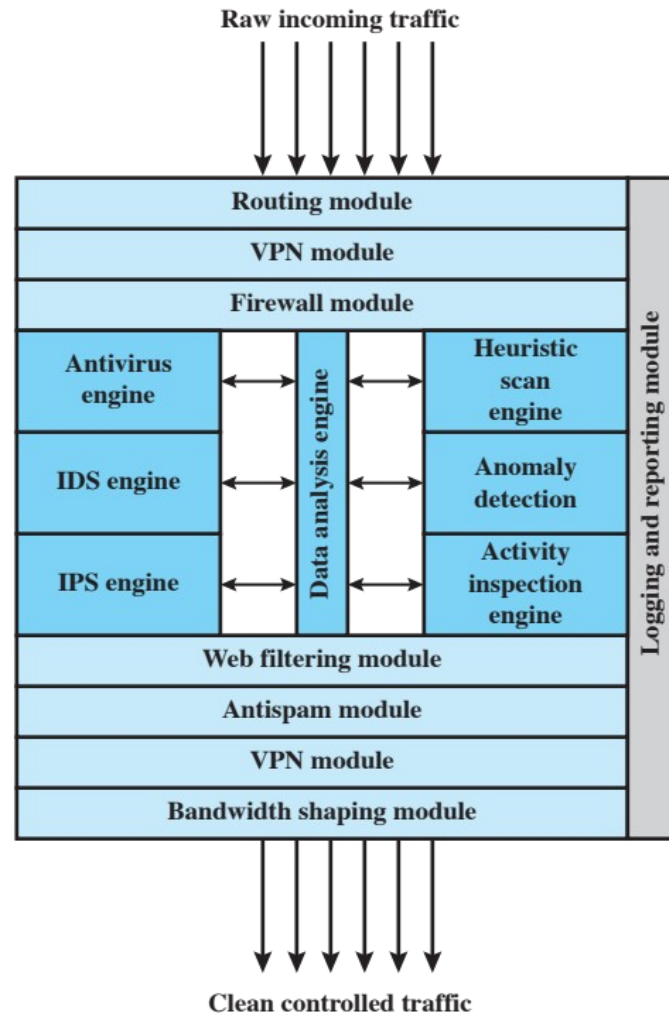 Raw incoming traffic
Routing module
VPN module
Firewall module
Antivirus
engine
IDS engine
IPS engine
Data analysis engine
Heuristic
scan
engine
Anomaly
detection
Activity
inspection
engine
Logging and reporting module
Web filtering module
Antispam module
VPN module
Bandwidth shaping module
Clean controlled traffic